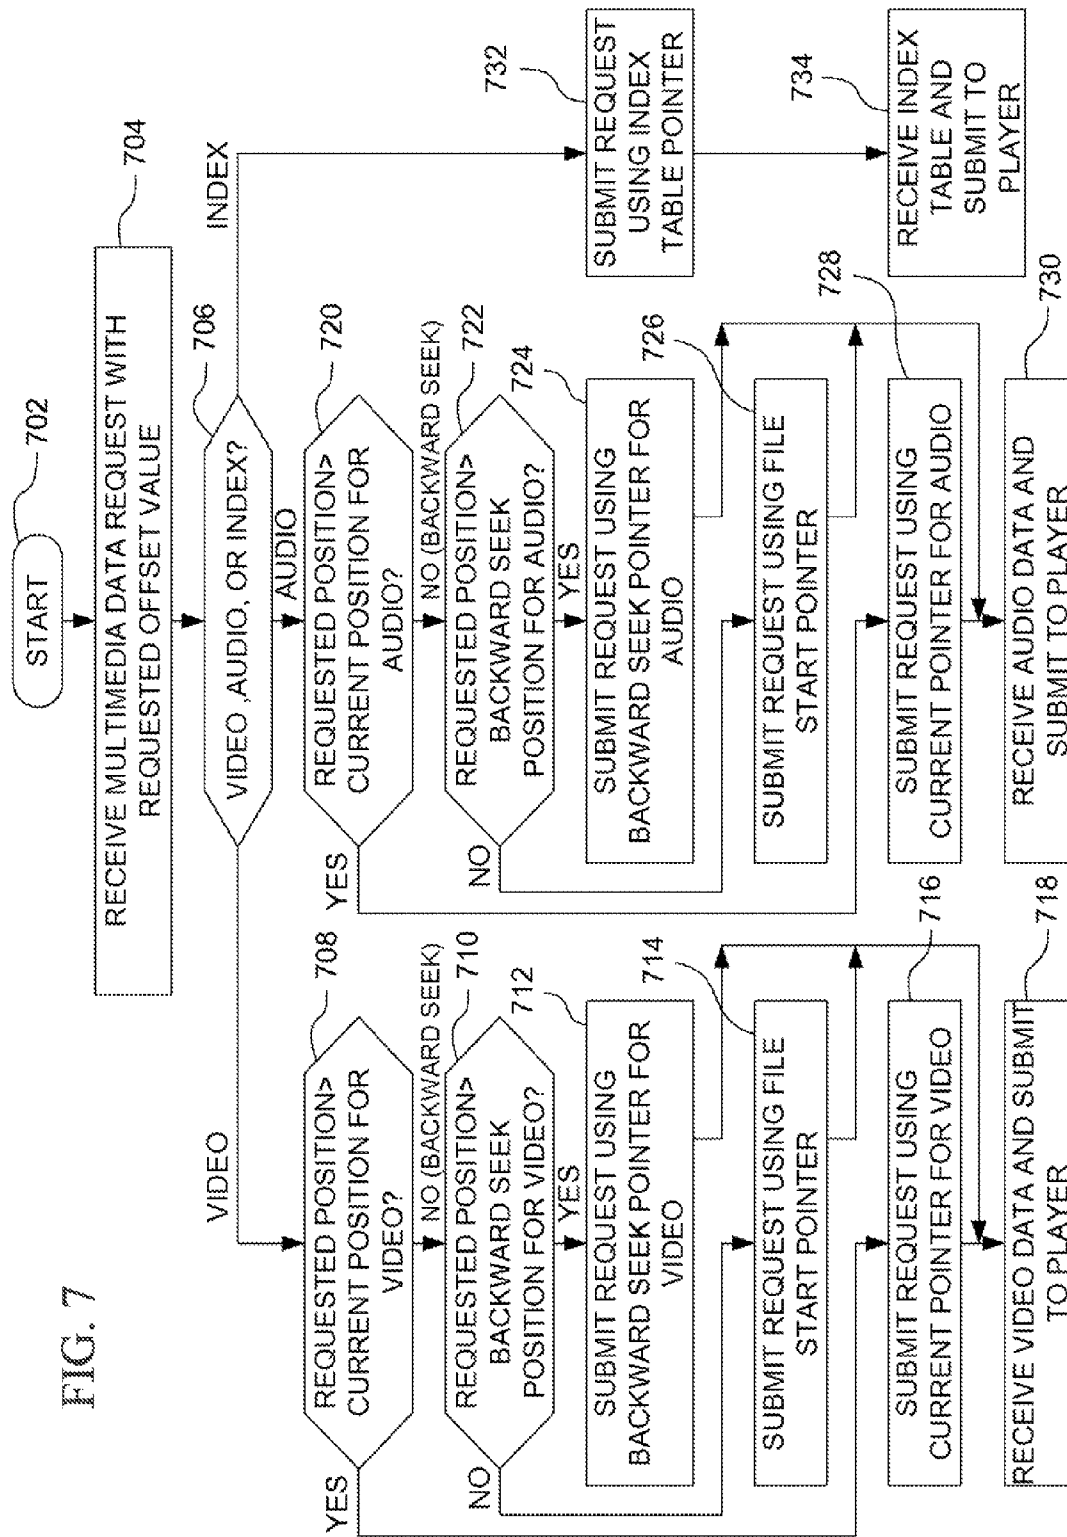 FIG. 7
START
702
RECEIVE MULTIMEDIA DATA REQUEST WITH
REQUESTED OFFSET VALUE
704
VIDEO ,AUDIO, OR INDEX?
706
VIDEO
AUDIO
INDEX
REQUESTED POSITION>
CURRENT POSITION FOR
VIDEO?
708
YES
NO (BACKWARD SEEK)
REQUESTED POSITION>
BACKWARD SEEK
POSITION FOR VIDEO?
710
NO
YES
SUBMIT REQUEST USING
BACKWARD SEEK POINTER FOR
VIDEO
712
SUBMIT REQUEST USING FILE
START POINTER
714
SUBMIT REQUEST USING
CURRENT POINTER FOR VIDEO
716
RECEIVE VIDEO DATA AND SUBMIT
TO PLAYER
718
REQUESTED POSITION>
CURRENT POSITION FOR
AUDIO?
720
YES
NO (BACKWARD SEEK)
REQUESTED POSITION>
BACKWARD SEEK
POSITION FOR AUDIO?
722
NO
YES
SUBMIT REQUEST USING
BACKWARD SEEK POINTER FOR
AUDIO
724
SUBMIT REQUEST USING FILE
START POINTER
726
SUBMIT REQUEST USING
CURRENT POINTER FOR AUDIO
728
RECEIVE AUDIO DATA AND
SUBMIT TO PLAYER
730
SUBMIT REQUEST
USING INDEX
TABLE POINTER
732
RECEIVE INDEX
TABLE AND
SUBMIT TO
PLAYER
734